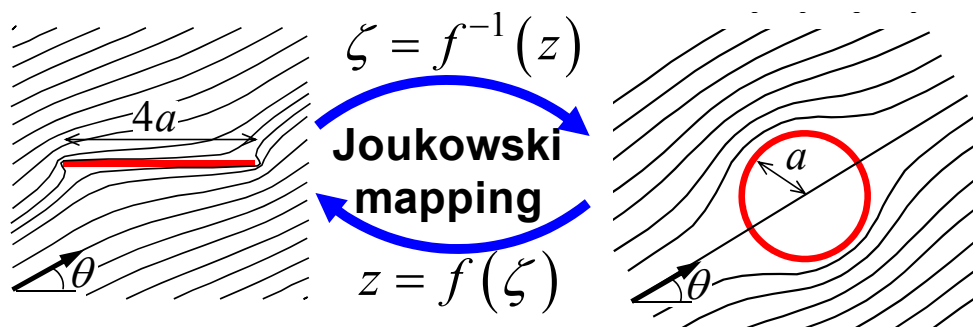 ζ = f⁻¹(z)
4a
Joukowski
mapping
a
θ
z = f(ζ)
θ